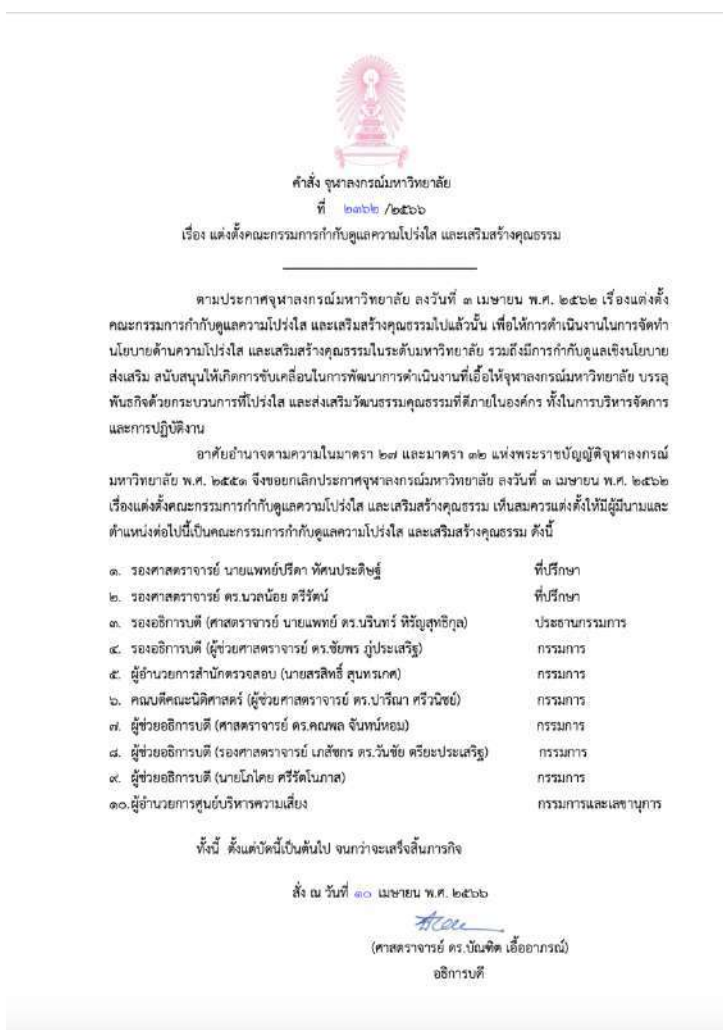 คำสั่ง จุฬาลงกรณ์มหาวิทยาลัย
ที่ ๒๓๖๒ /๒๕๖๖
เรื่อง แต่งตั้งคณะกรรมการกำกับดูแลความโปร่งใส และเสริมสร้างคุณธรรม
ตามประกาศจุฬาลงกรณ์มหาวิทยาลัย ลงวันที่ ๓ เมษายน พ.ศ. ๒๕๖๒ เรื่องแต่งตั้ง
คณะกรรมการกำกับดูแลความโปร่งใส และเสริมสร้างคุณธรรมไปแล้วนั้น เพื่อให้การดำเนินงานในการจัดทำ
นโยบายด้านความโปร่งใส และเสริมสร้างคุณธรรมในระดับมหาวิทยาลัย รวมถึงมีการกำกับดูแลเชิงนโยบาย
ส่งเสริม สนับสนุนให้เกิดการขับเคลื่อนในการพัฒนาการดำเนินงานที่เอื้อให้จุฬาลงกรณ์มหาวิทยาลัย บรรลุ
พันธกิจด้วยกระบวนการที่โปร่งใส และส่งเสริมวัฒนธรรมคุณธรรมที่ดีภายในองค์กร ทั้งในการบริหารจัดการ
และการปฏิบัติงาน
อาศัยอำนาจตามความในมาตรา ๒๗ และมาตรา ๓๒ แห่งพระราชบัญญัติจุฬาลงกรณ์
มหาวิทยาลัย พ.ศ. ๒๕๕๑ จึงขอยกเลิกประกาศจุฬาลงกรณ์มหาวิทยาลัย ลงวันที่ ๓ เมษายน พ.ศ. ๒๕๖๒
เรื่องแต่งตั้งคณะกรรมการกำกับดูแลความโปร่งใส และเสริมสร้างคุณธรรม เห็นสมควรแต่งตั้งให้มีผู้มีนามและ
ตำแหน่งต่อไปนี้เป็นคณะกรรมการกำกับดูแลความโปร่งใส และเสริมสร้างคุณธรรม ดังนี้
๑. รองศาสตราจารย์ นายแพทย์ปรีดา ทัศนประดิษฐ์ ที่ปรึกษา
๒. รองศาสตราจารย์ ดร.นวลน้อย ตรีรัตน์ ที่ปรึกษา
๓. รองอธิการบดี (ศาสตราจารย์ นายแพทย์ ดร.นรินทร์ หิรัญสุทธิกุล) ประธานกรรมการ
๔. รองอธิการบดี (ผู้ช่วยศาสตราจารย์ ดร.ชัยพร ภู่ประเสริฐ) กรรมการ
๕. ผู้อำนวยการสำนักตรวจสอบ (นายสรสิทธิ์ สุนทรเกศ) กรรมการ
๖. คณบดีคณะนิติศาสตร์ (ผู้ช่วยศาสตราจารย์ ดร.ปารีณา ศรีวนิชย์) กรรมการ
๗. ผู้ช่วยอธิการบดี (ศาสตราจารย์ ดร.คณพล จันทน์หอม) กรรมการ
๘. ผู้ช่วยอธิการบดี (รองศาสตราจารย์ เภสัชกร ดร.วันชัย ตรียะประเสริฐ) กรรมการ
๙. ผู้ช่วยอธิการบดี (นายโภไคย ศรีรัตโนภาส) กรรมการ
๑๐.ผู้อำนวยการศูนย์บริหารความเสี่ยง กรรมการและเลขานุการ
ทั้งนี้ ตั้งแต่บัดนี้เป็นต้นไป จนกว่าจะเสร็จสิ้นภารกิจ
สั่ง ณ วันที่ ๑๐ เมษายน พ.ศ. ๒๕๖๖
(ศาสตราจารย์ ดร.บัณฑิต เอื้ออาภรณ์)
อธิการบดี